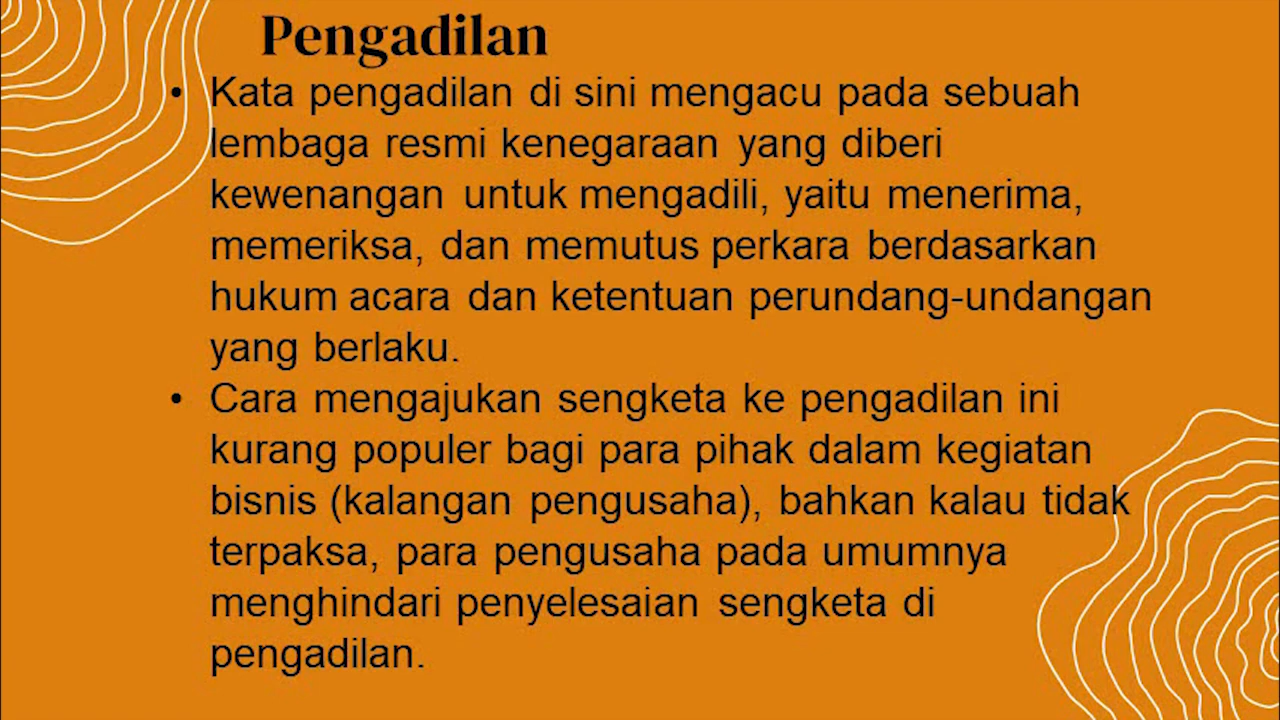 Pengadilan
• Kata pengadilan di sini mengacu pada sebuah
lembaga resmi kenegaraan yang diberi
kewenangan untuk mengadili, yaitu menerima,
memeriksa, dan memutus perkara berdasarkan
hukum acara dan ketentuan perundang-undangan
yang berlaku.
• Cara mengajukan sengketa ke pengadilan ini
kurang populer bagi para pihak dalam kegiatan
bisnis (kalangan pengusaha), bahkan kalau tidak
terpaksa, para pengusaha pada umumnya
menghindari penyelesaian sengketa di
pengadilan.